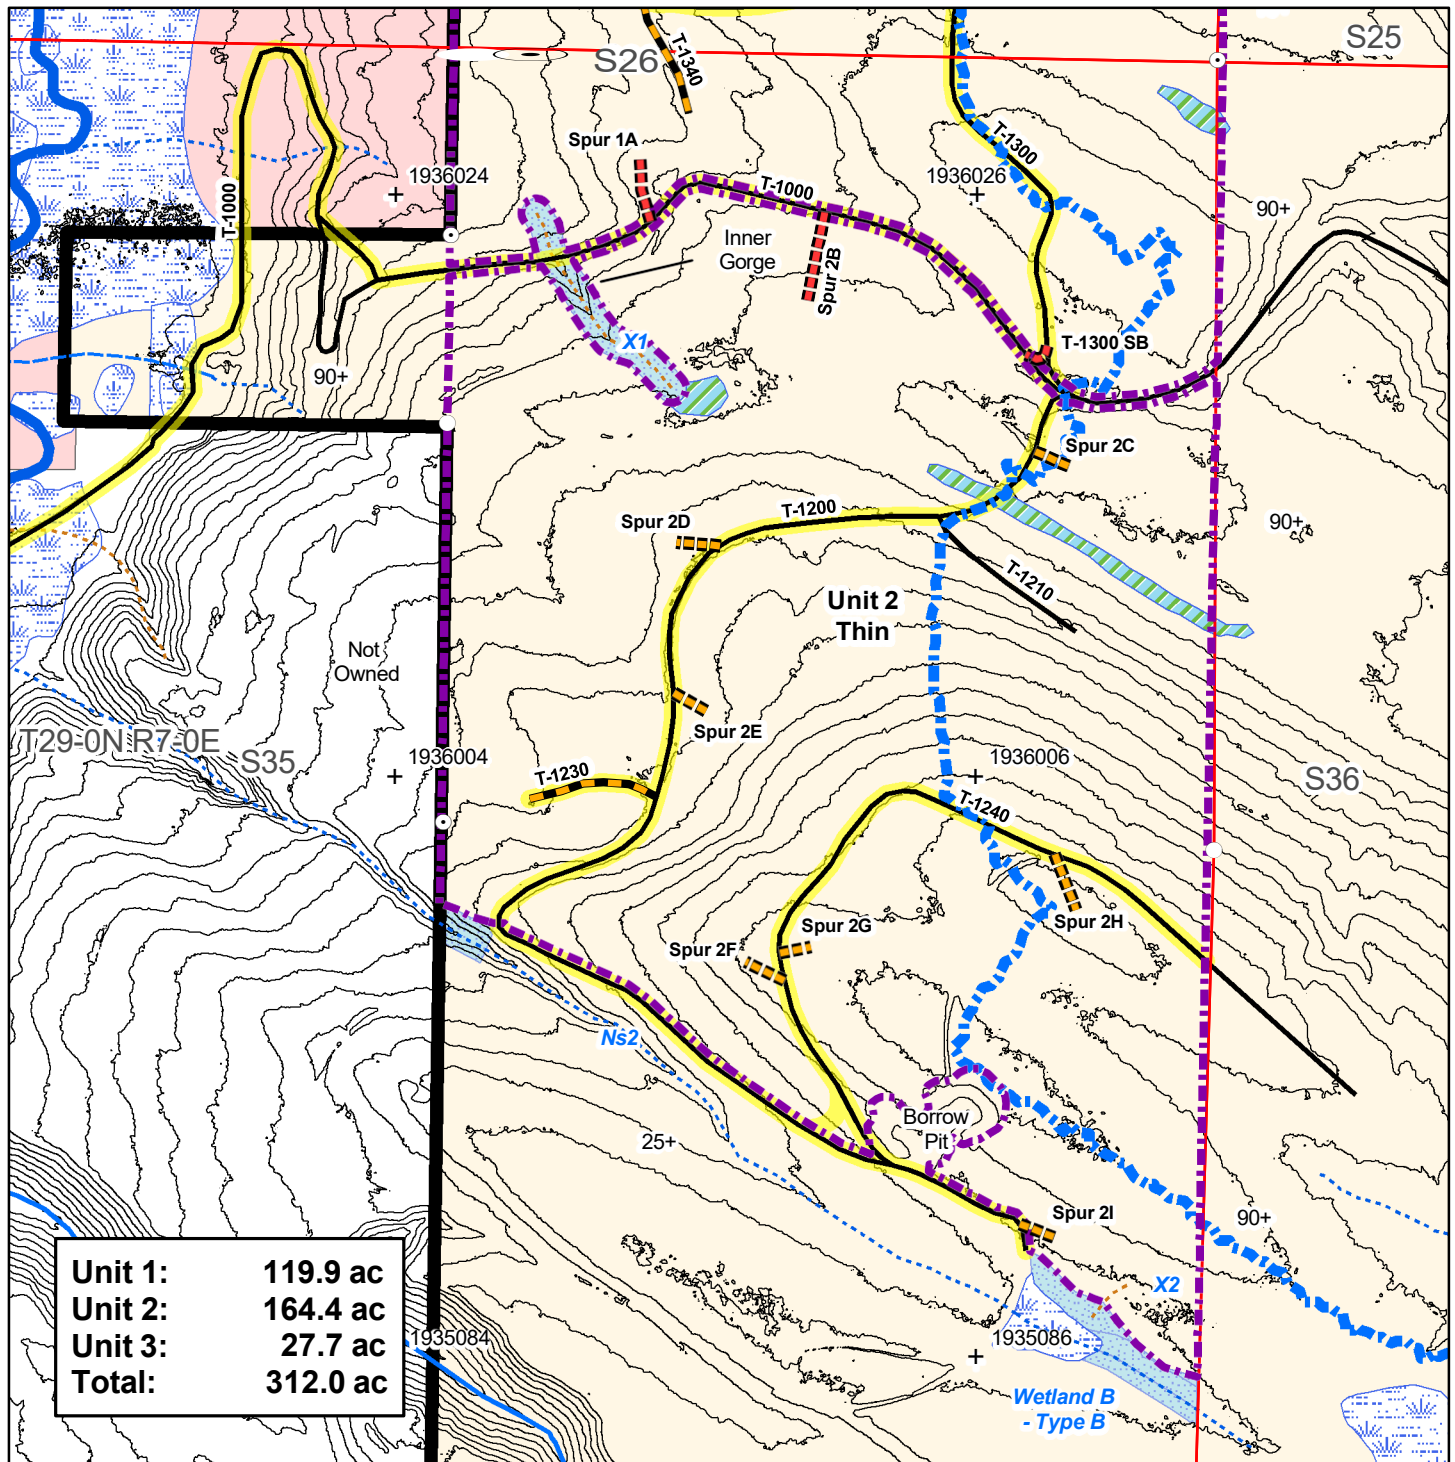 S25
S26
T-1340
Spur 1A
T-1300
1936024
T-1000
1936026
T-1000
90+
Inner
Gorge
Spur 2B
X1
T-1300 SB
90+
Spur 2C
T-1200
Spur 2D
90+
T-1210
Unit 2
Thin
Not
Owned
Spur 2E
T29-0N R7-0E
S35
1936004
1936006
T-1230
S36
T-1240
Spur 2G
Spur 2H
Spur 2F
Ns2
Borrow
Pit
25+
Spur 2I
90+
Unit 1: 119.9 ac
Unit 2: 164.4 ac
Unit 3: 27.7 ac
Total: 312.0 ac
X2
1935084
1935086
Wetland B
- Type B